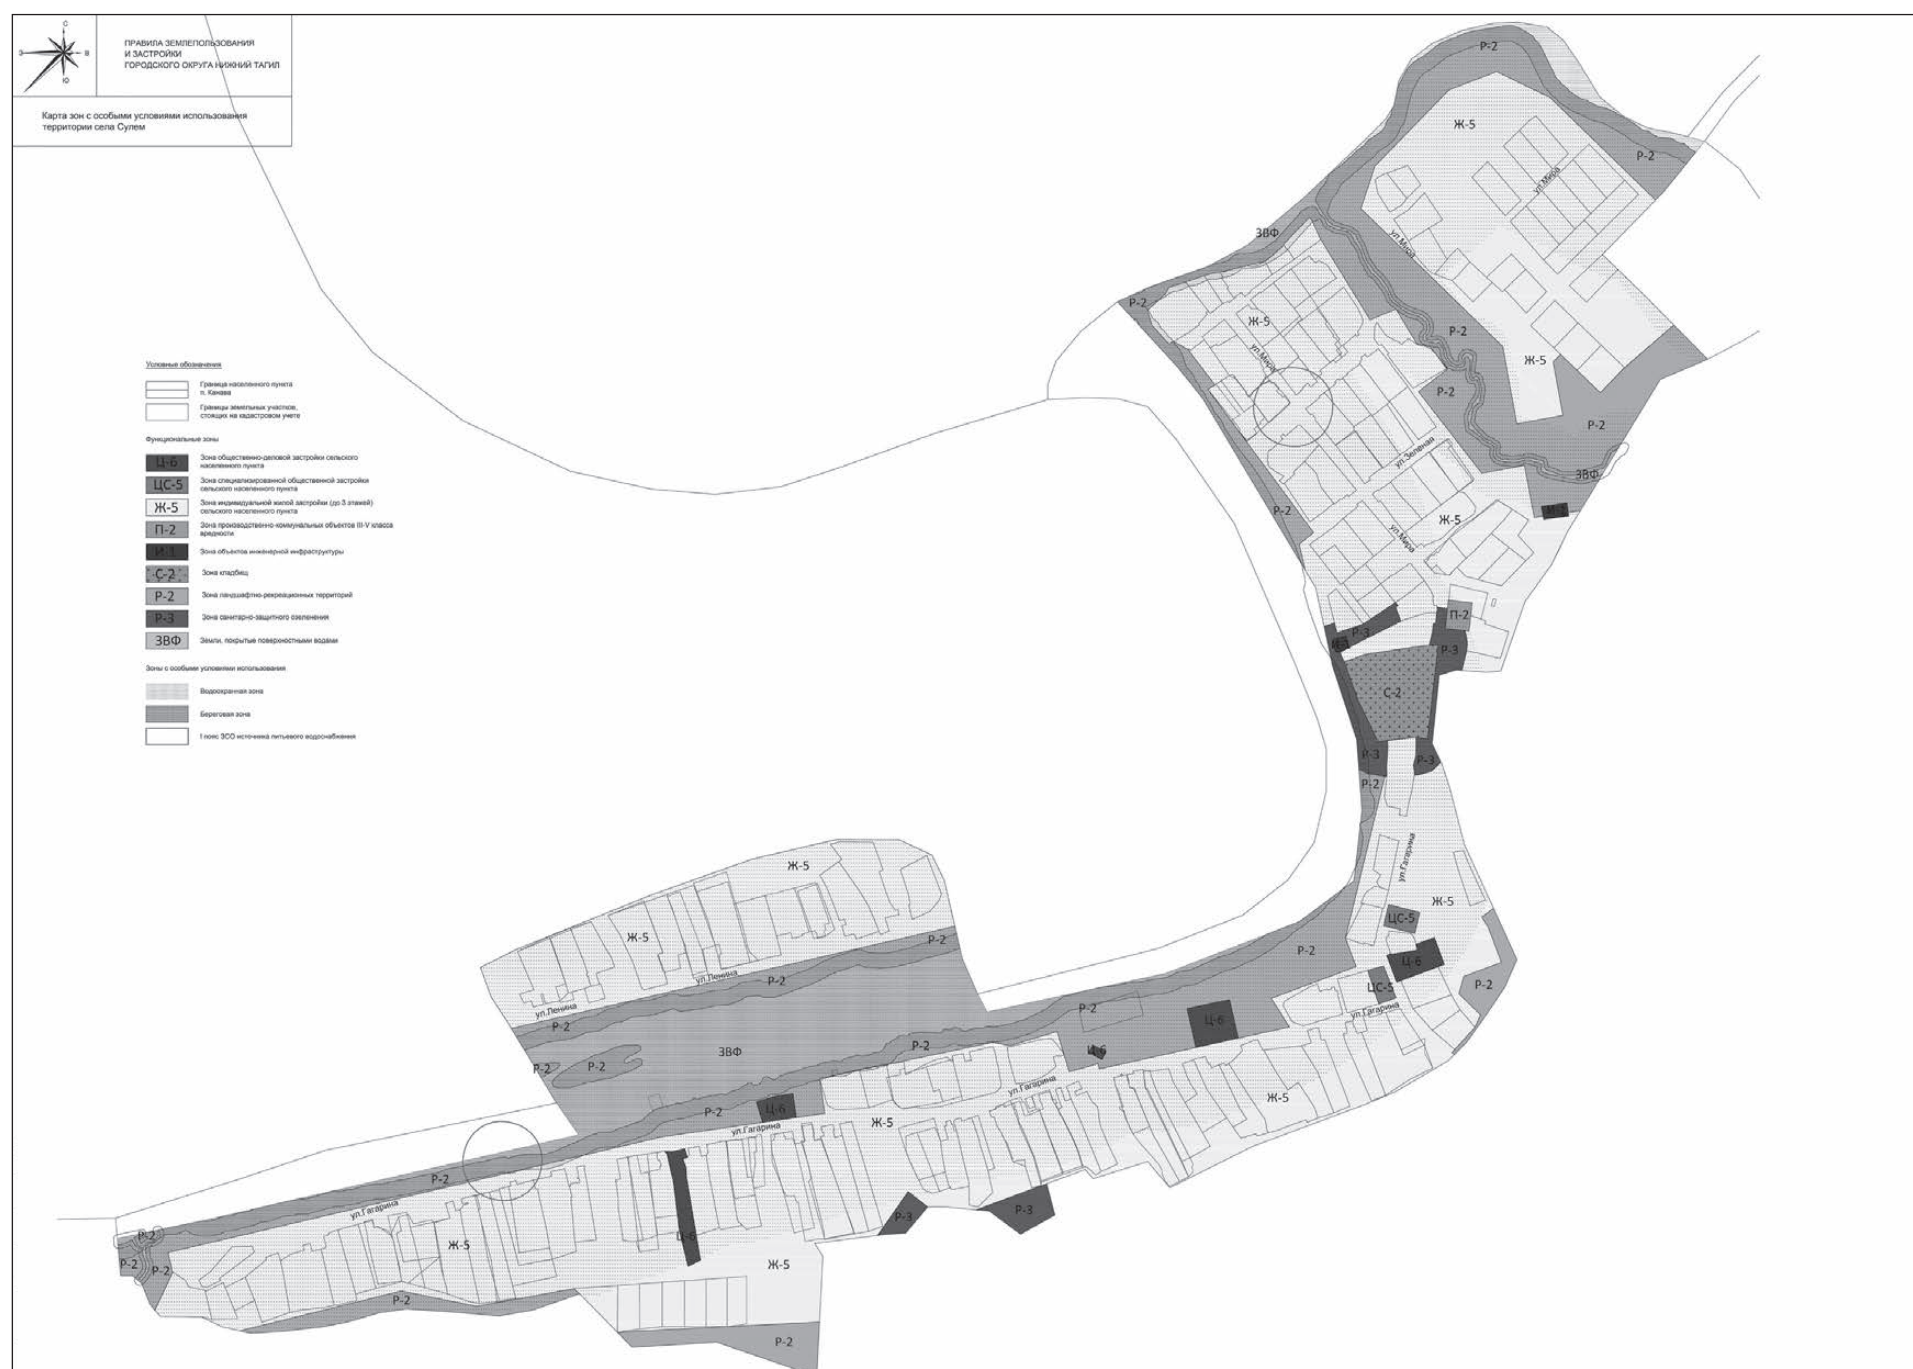 С
З
В
Ю
ПРАВИЛА ЗЕМЛЕПОЛЬЗОВАНИЯ
И ЗАСТРОЙКИ
ГОРОДСКОГО ОКРУГА НИЖНИЙ ТАГИЛ
Карта зон с особыми условиями использования
территории села Сулем
Условные обозначения
Граница населенного пункта
п. Канава
Границы земельных участков,
стоящих на кадастровом учете
Функциональные зоны
Ц-6
Зона общественно-деловой застройки сельского
населенного пункта
ЦС-5
Зона специализированной общественной застройки
сельского населенного пункта
Ж-5
Зона индивидуальной жилой застройки (до 3 этажей)
сельского населенного пункта
П-2
Зона производственно-коммунальных объектов III-V класса
вредности
И-1
Зона объектов инженерной инфраструктуры
С-2
Зона кладбищ
Р-2
Зона ландшафтно-рекреационных территорий
Р-3
Зона санитарно-защитного озеленения
ЗВФ
Земли, покрытые поверхностными водами
Зоны с особыми условиями использования
Водоохранная зона
Береговая зона
I пояс ЗСО источника питьевого водоснабжения
Р-2
Ж-5
Р-2
ул.Мира
ЗВФ
ул.Мира
Р-2
Ж-5
Р-2
ул.Мира
Ж-5
Р-2
Р-2
ул.Зеленая
ЗВФ
Р-2
Ж-5
И-1
ул.Мира
П-2
Р-3
Р-3
С-2
Р-3
Р-3
Р-2
ул.Гагарина
Ж-5
Ж-5
ЦС-5
Ж-5
Р-2
Р-2
Ц-6
ул.Ленина
Р-2
ЦС-5
Р-2
ул.Ленина
Р-2
ул.Гагарина
Р-2
Ц-6
Р-2
ЗВФ
Ц-6
Р-2
Р-2
ул.Гагарина
Ж-5
Р-2
Ц-6
Ж-5
ул.Гагарина
Р-2
ул.Гагарина
Р-3
Р-3
Р-2
Ц-6
Ж-5
Р-2
Р-2
Ж-5
Р-2
Р-2